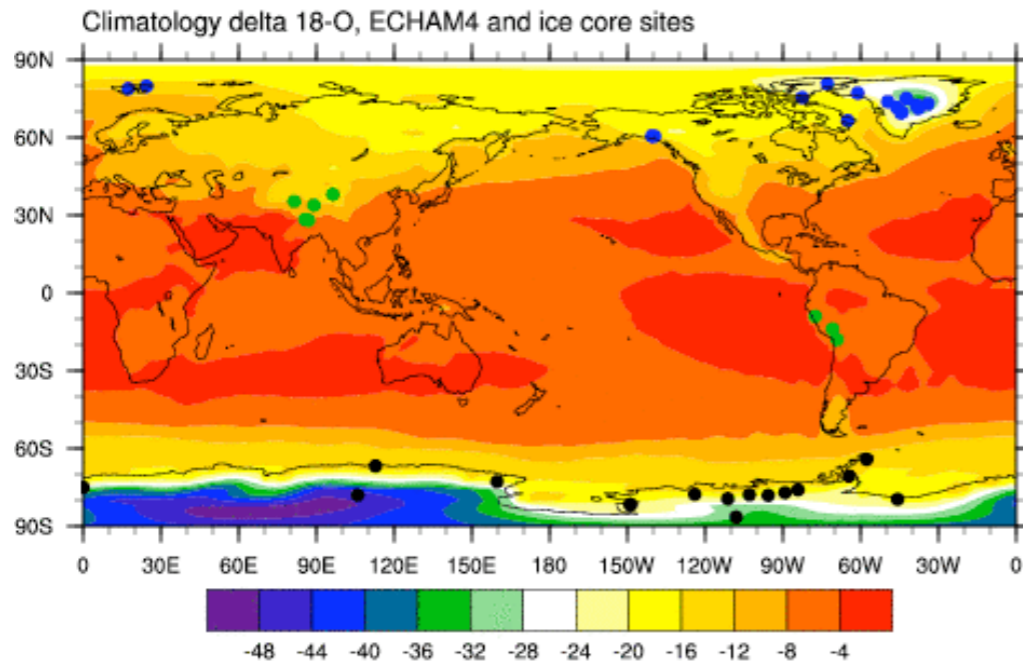 Climatology delta 18-O, ECHAM4 and ice core sites
90N
60N
30N
0
30S
60S
90S
0 30E 60E 90E 120E 150E 180 150W 120W 90W 60W 30W 0
-48 -44 -40 -36 -32 -28 -24 -20 -16 -12 -8 -4